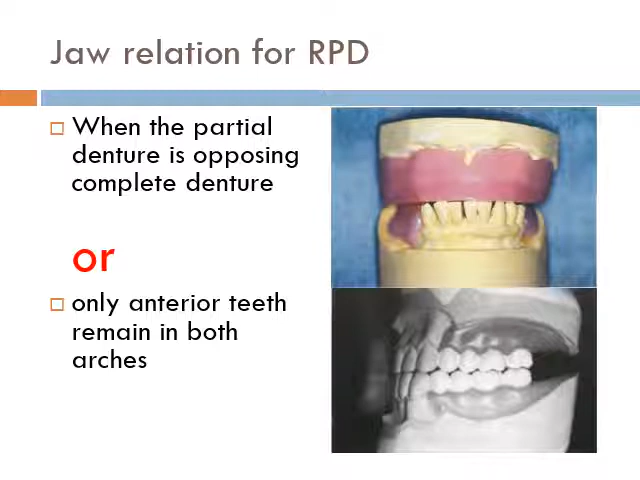 Jaw relation for RPD
When the partial
denture is opposing
complete denture
or
only anterior teeth
remain in both
arches